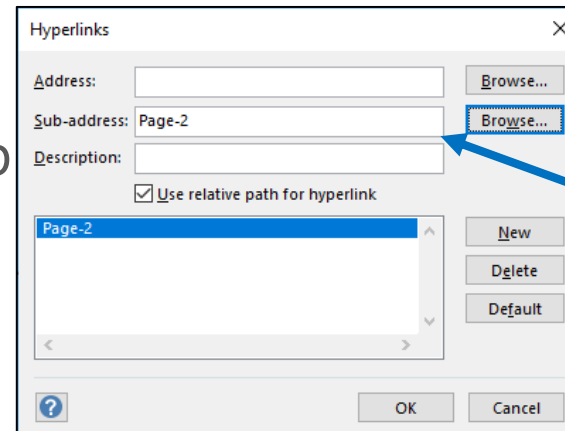 Hyperlinks
Address: Browse...
Sub-address: Page-2 Browse...
Description:
Use relative path for hyperlink
Page-2
New
Delete
Default
OK Cancel